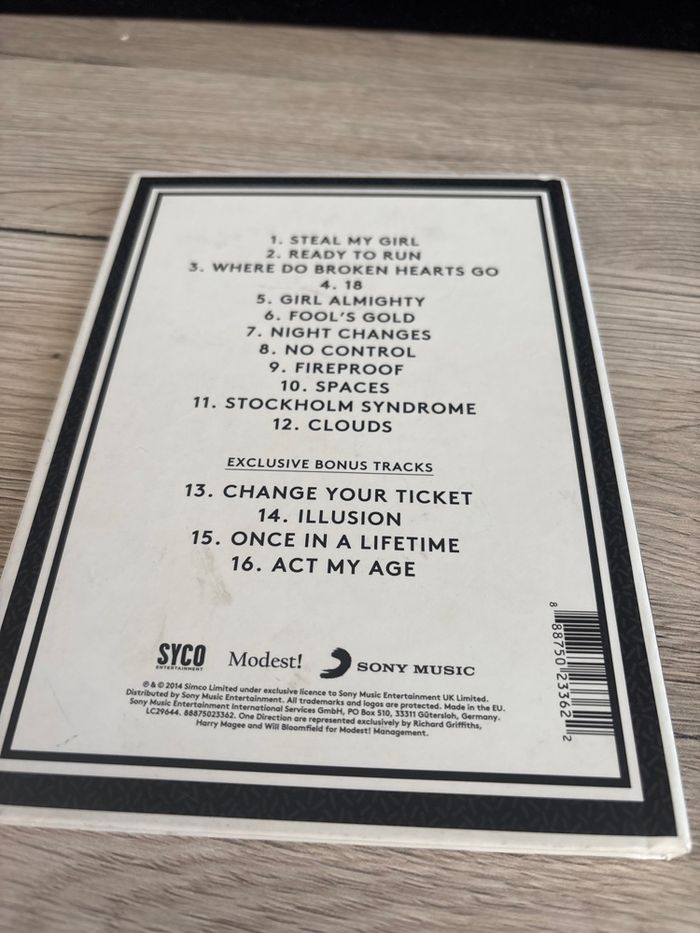 1. STEAL MY GIRL
2. READY TO RUN
3. WHERE DO BROKEN HEARTS GO
4. 18
5. GIRL ALMIGHTY
6. FOOL'S GOLD
7. NIGHT CHANGES
8. NO CONTROL
9. FIREPROOF
10. SPACES
11. STOCKHOLM SYNDROME
12. CLOUDS
EXCLUSIVE BONUS TRACKS
13. CHANGE YOUR TICKET
14. ILLUSION
15. ONCE IN A LIFETIME
16. ACT MY AGE
8 88750 23362 2
SYCO
ENTERTAINMENT
Modest!
SONY MUSIC
℗ & © 2014 Simco Limited under exclusive licence to Sony Music Entertainment UK Limited.
Distributed by Sony Music Entertainment. All trademarks and logos are protected. Made in the EU.
Sony Music Entertainment International Services GmbH, PO Box 510, 33311 Gütersloh, Germany.
LC29644. 88875023362. One Direction are represented exclusively by Richard Griffiths,
Harry Magee and Will Bloomfield for Modest! Management.